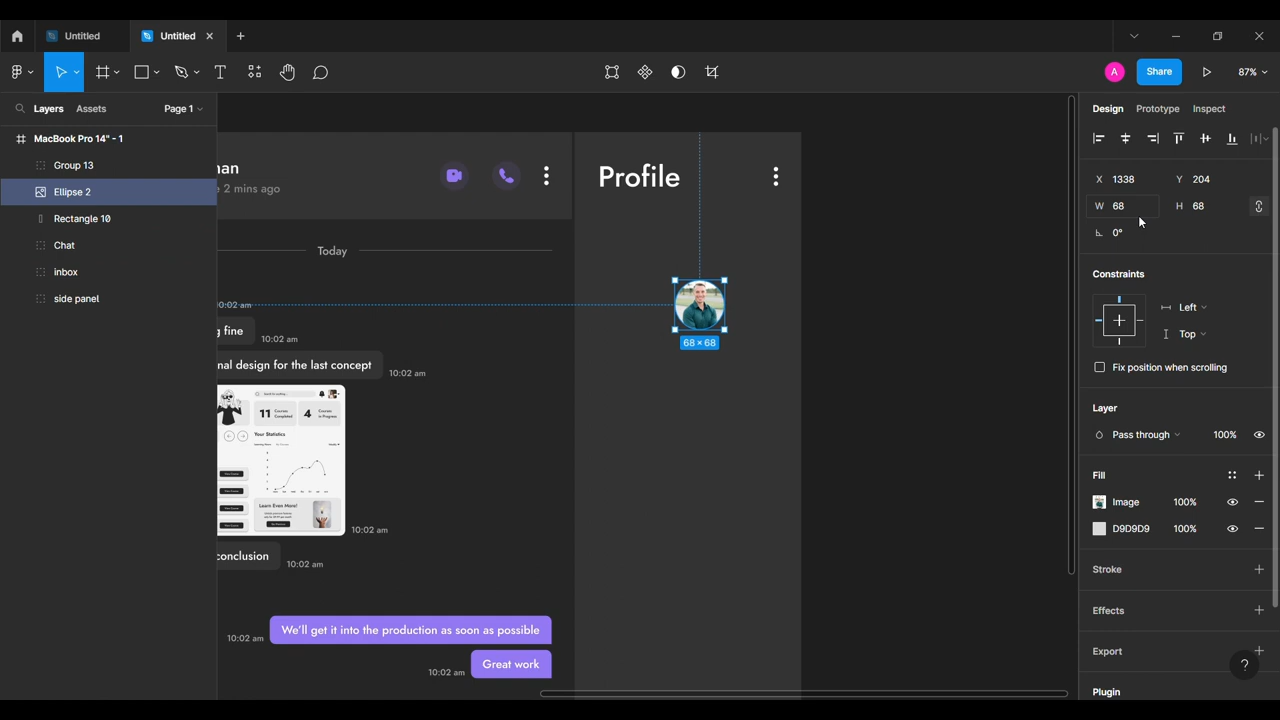 Untitled
Untitled
Share
87%
A
Layers Assets Page 1
MacBook Pro 14" - 1
Group 13
Ellipse 2
Rectangle 10
Chat
inbox
side panel
nan
2 mins ago
Profile
Today
0:02 am
g fine
10:02 am
nal design for the last concept
10:02 am
11 Courses Completed
4 Courses in Progress
Your Statistics
Learn Even More!
10:02 am
conclusion
10:02 am
We'll get it into the production as soon as possible
10:02 am
Great work
10:02 am
68 × 68
Design Prototype Inspect
X 1338 Y 204
W 68 H 68
0°
Constraints
Left
Top
Fix position when scrolling
Layer
Pass through 100%
Fill
Image 100%
D9D9D9 100%
Stroke
Effects
Export
Plugin
?